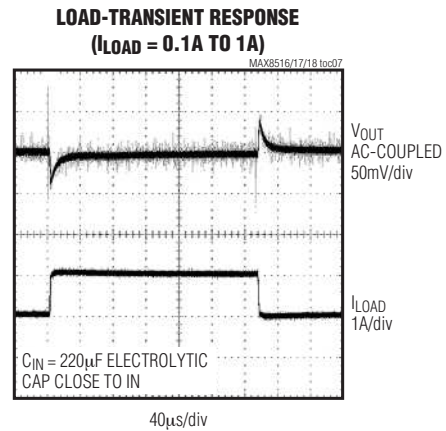 LOAD-TRANSIENT RESPONSE
(ILOAD = 0.1A TO 1A)
MAX8516/17/18 toc07
VOUT
AC-COUPLED
50mV/div
ILOAD
1A/div
CIN = 220µF ELECTROLYTIC
CAP CLOSE TO IN
40µs/div